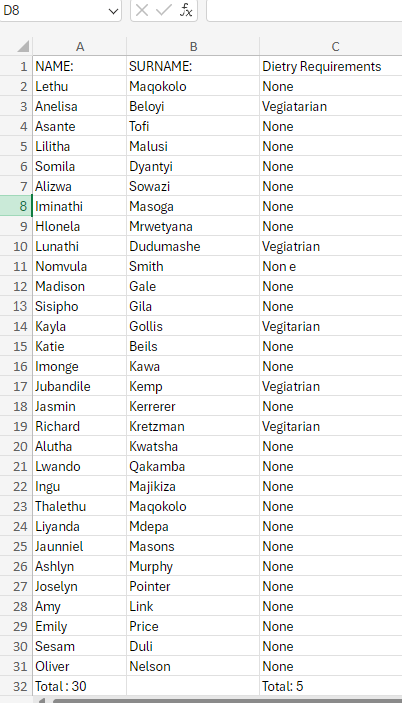 D8 fx
A B C
1 NAME: SURNAME: Dietry Requirements
2 Lethu Maqokolo None
3 Anelisa Beloyi Vegiatarian
4 Asante Tofi None
5 Lilitha Malusi None
6 Somila Dyantyi None
7 Alizwa Sowazi None
8 Iminathi Masoga None
9 Hlonela Mrwetyana None
10 Lunathi Dudumashe Vegiatrian
11 Nomvula Smith Non e
12 Madison Gale None
13 Sisipho Gila None
14 Kayla Gollis Vegitarian
15 Katie Beils None
16 Imonge Kawa None
17 Jubandile Kemp Vegiatrian
18 Jasmin Kerrerer None
19 Richard Kretzman Vegitarian
20 Alutha Kwatsha None
21 Lwando Qakamba None
22 Ingu Majikiza None
23 Thalethu Maqokolo None
24 Liyanda Mdepa None
25 Jaunniel Masons None
26 Ashlyn Murphy None
27 Joselyn Pointer None
28 Amy Link None
29 Emily Price None
30 Sesam Duli None
31 Oliver Nelson None
32 Total : 30 Total: 5